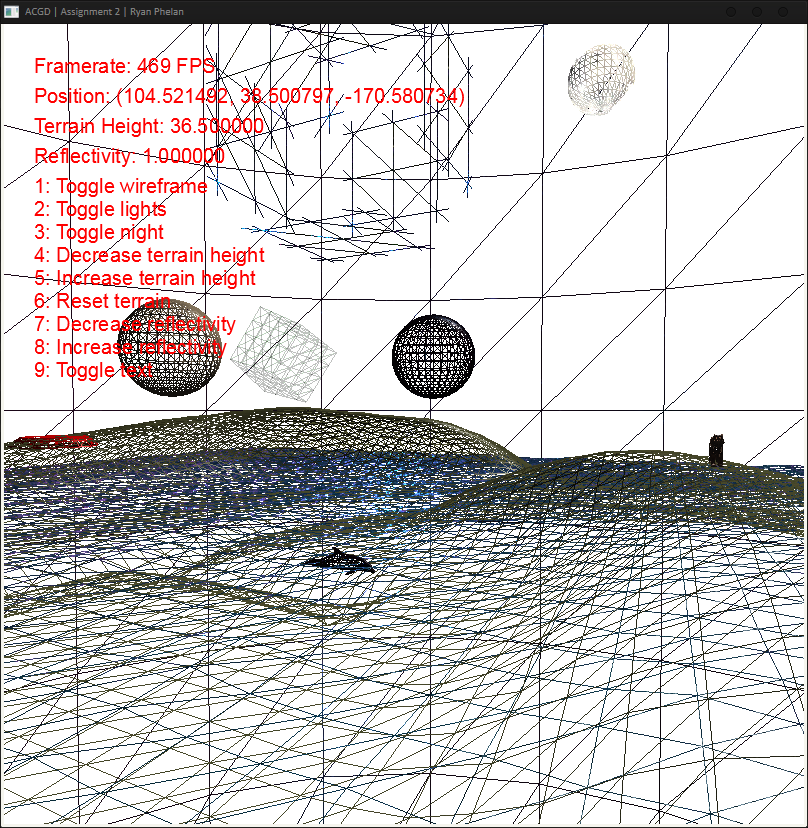 ACGD | Assignment 2 | Ryan Phelan
Framerate: 469 FPS
Position: (104.521492, 38.500797, -170.580734)
Terrain Height: 36.500000
Reflectivity: 1.000000
1: Toggle wireframe
2: Toggle lights
3: Toggle night
4: Decrease terrain height
5: Increase terrain height
6: Reset terrain
7: Decrease reflectivity
8: Increase reflectivity
9: Toggle text